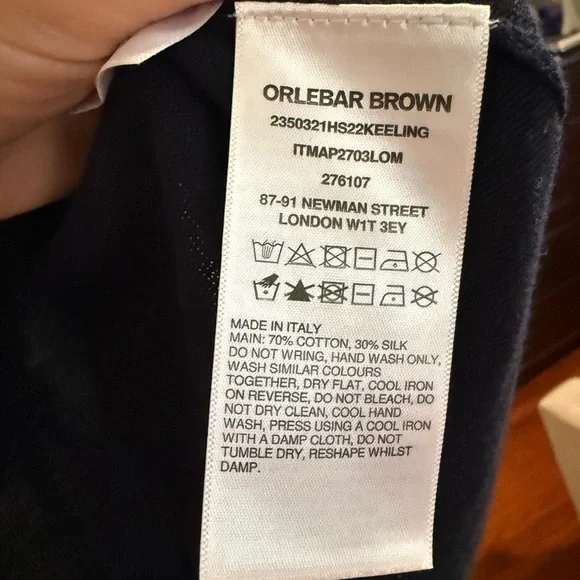 ORLEBAR BROWN
2350321HS22KEELING
ITMAP2703LOM
276107
87-91 NEWMAN STREET
LONDON W1T 3EY
MADE IN ITALY
MAIN: 70% COTTON, 30% SILK
DO NOT WRING, HAND WASH ONLY,
WASH SIMILAR COLOURS
TOGETHER, DRY FLAT, COOL IRON
ON REVERSE, DO NOT BLEACH, DO
NOT DRY CLEAN, COOL HAND
WASH, PRESS USING A COOL IRON
WITH A DAMP CLOTH, DO NOT
TUMBLE DRY, RESHAPE WHILST
DAMP.